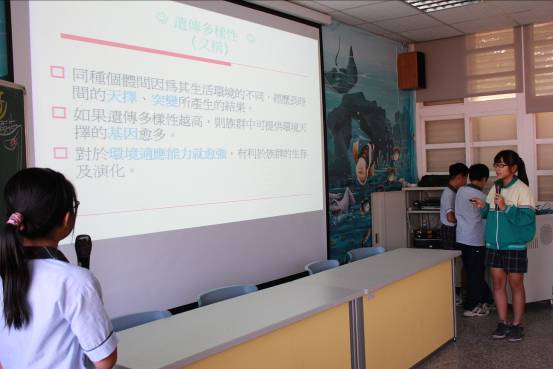 ☺ 遺傳多樣性 ☺
(又稱)
同種個體間因為其生活環境的不同，經歷長時
間的天擇、突變所產生的結果。
如果遺傳多樣性越高，則族群中可提供環境天
擇的基因愈多。
對於環境適應能力就愈強，有利於族群的生存
及演化。